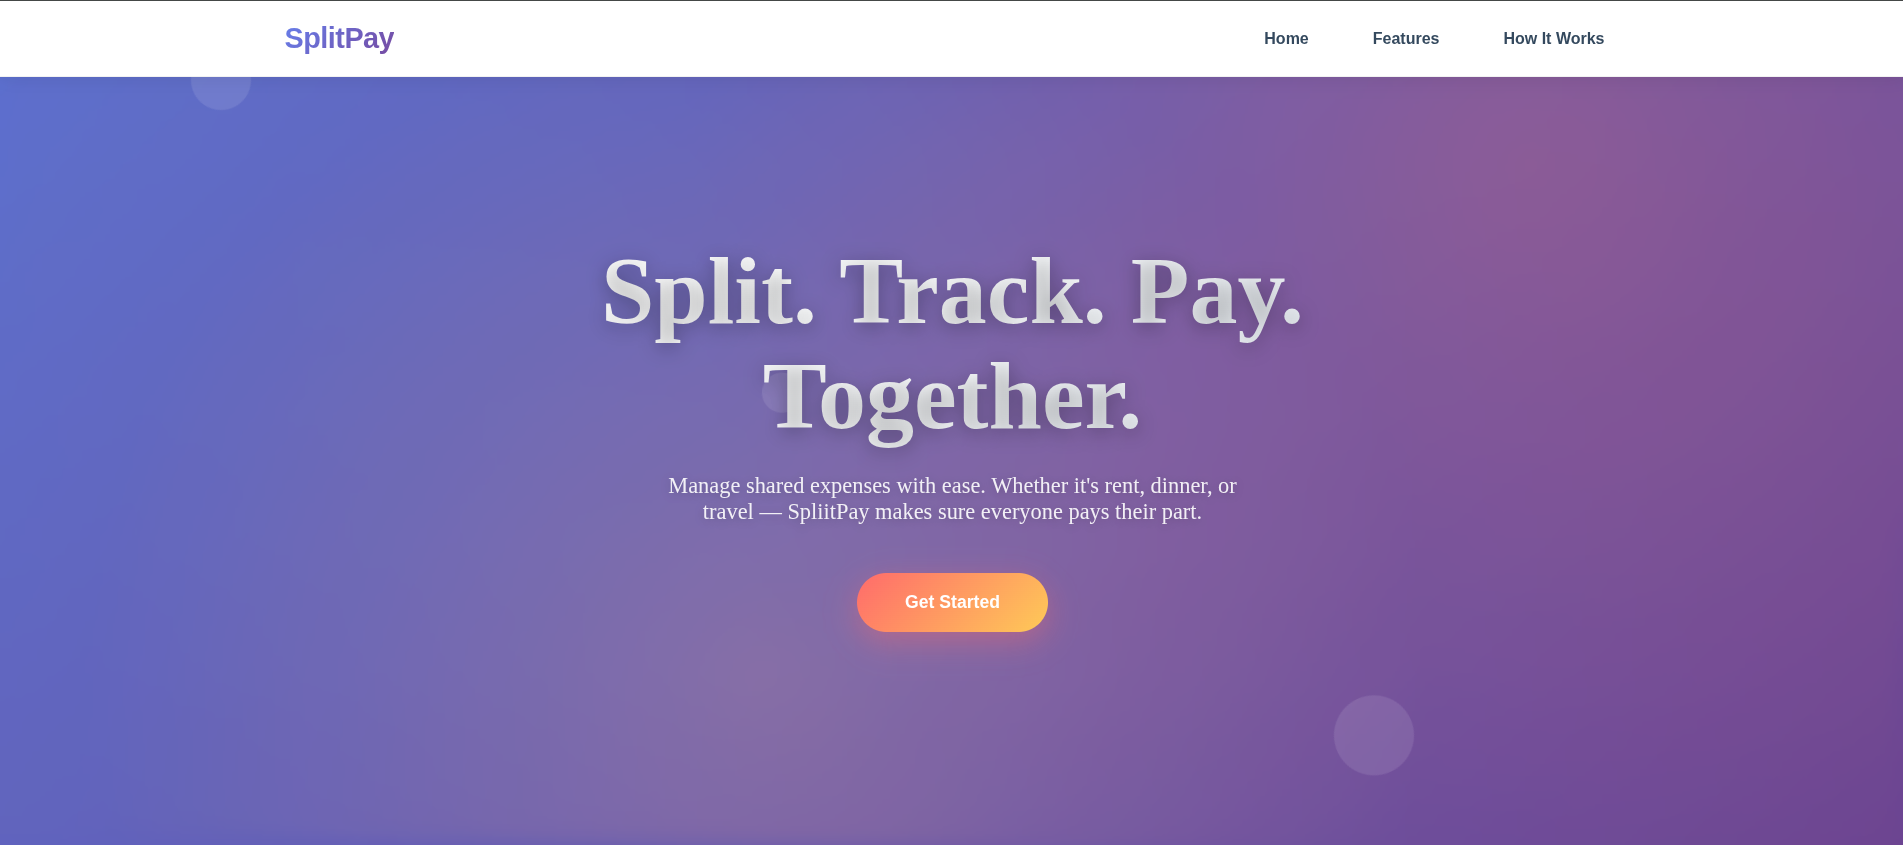 SplitPay
Home
Features
How It Works
Split. Track. Pay.
Together.
Manage shared expenses with ease. Whether it's rent, dinner, or
travel — SpliitPay makes sure everyone pays their part.
Get Started